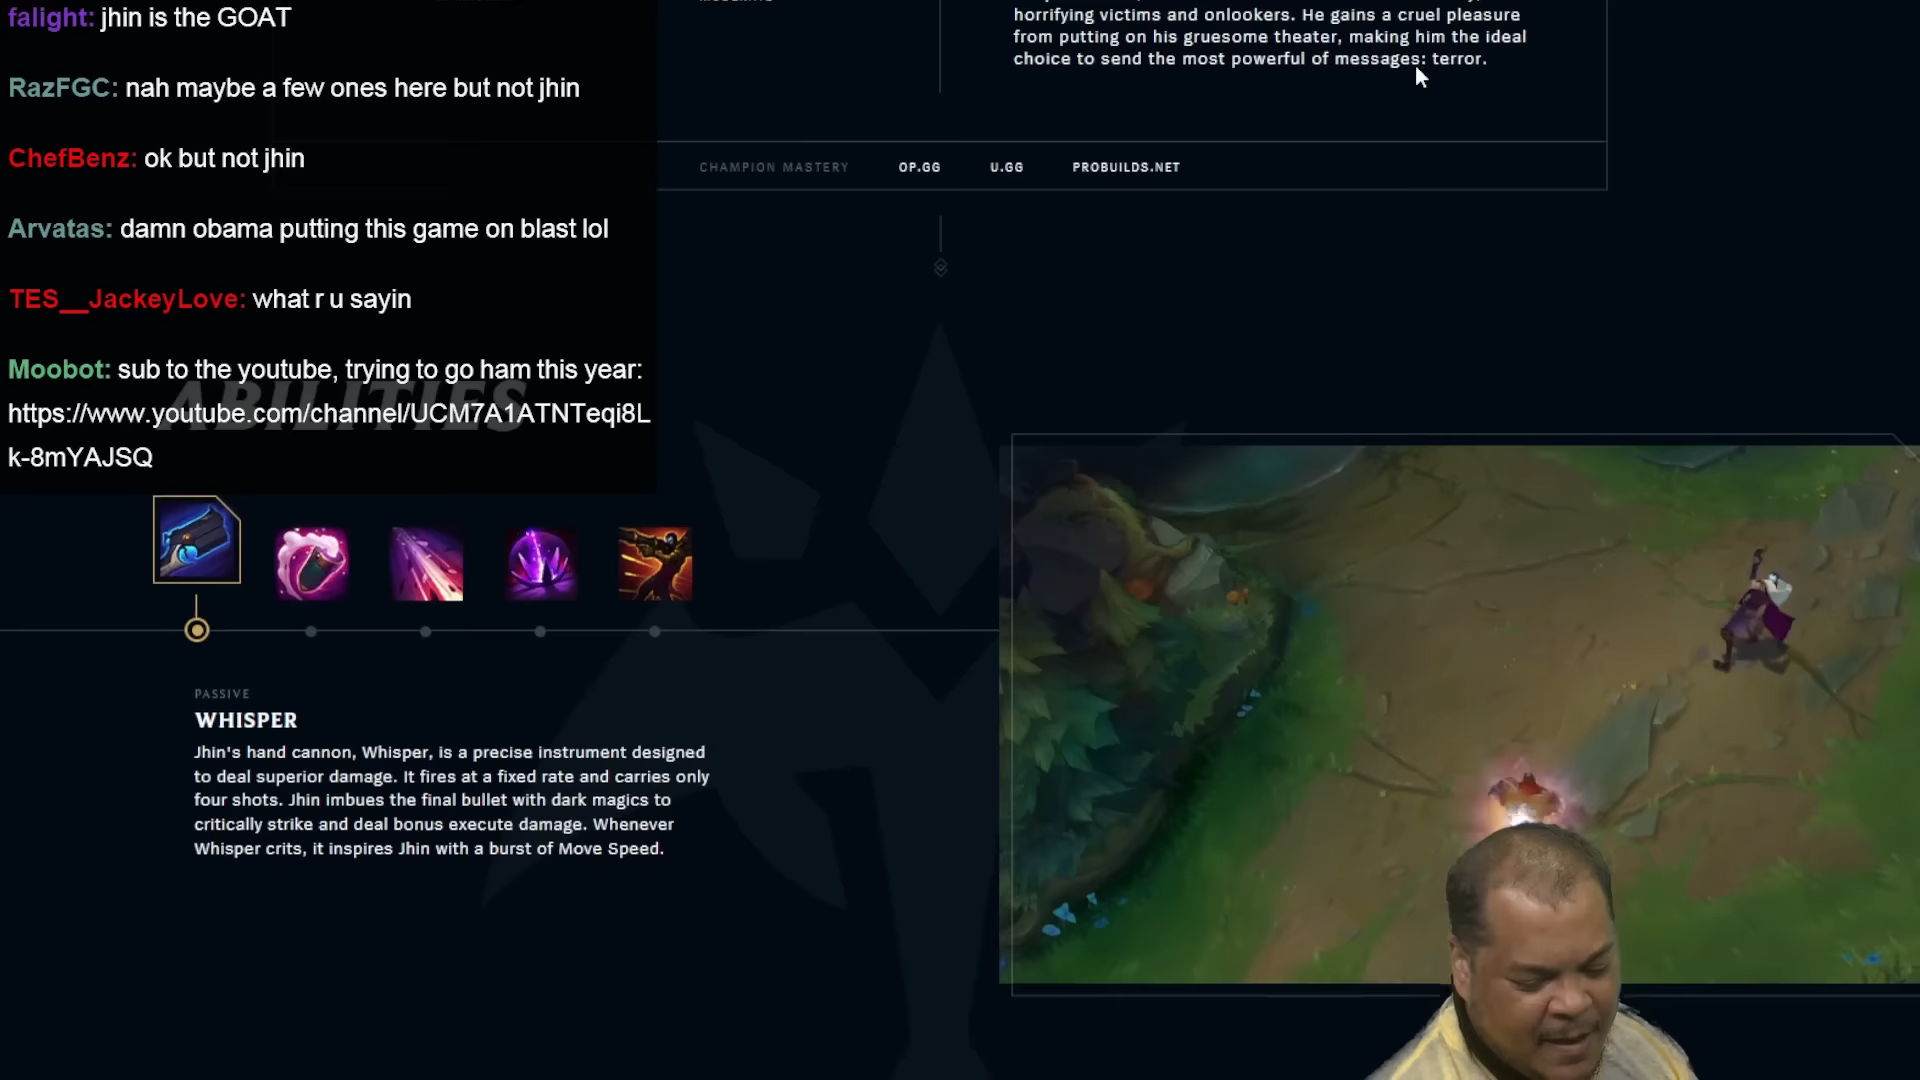 falight: jhin is the GOAT
RazFGC: nah maybe a few ones here but not jhin
ChefBenz: ok but not jhin
Arvatas: damn obama putting this game on blast lol
TES__JackeyLove: what r u sayin
Moobot: sub to the youtube, trying to go ham this year:
https://www.youtube.com/channel/UCM7A1ATNTeqi8L
k-8mYAJSQ
horrifying victims and onlookers. He gains a cruel pleasure
from putting on his gruesome theater, making him the ideal
choice to send the most powerful of messages: terror.
CHAMPION MASTERY OP.GG U.GG PROBUILDS.NET
ABILITIES
PASSIVE
WHISPER
Jhin's hand cannon, Whisper, is a precise instrument designed
to deal superior damage. It fires at a fixed rate and carries only
four shots. Jhin imbues the final bullet with dark magics to
critically strike and deal bonus execute damage. Whenever
Whisper crits, it inspires Jhin with a burst of Move Speed.